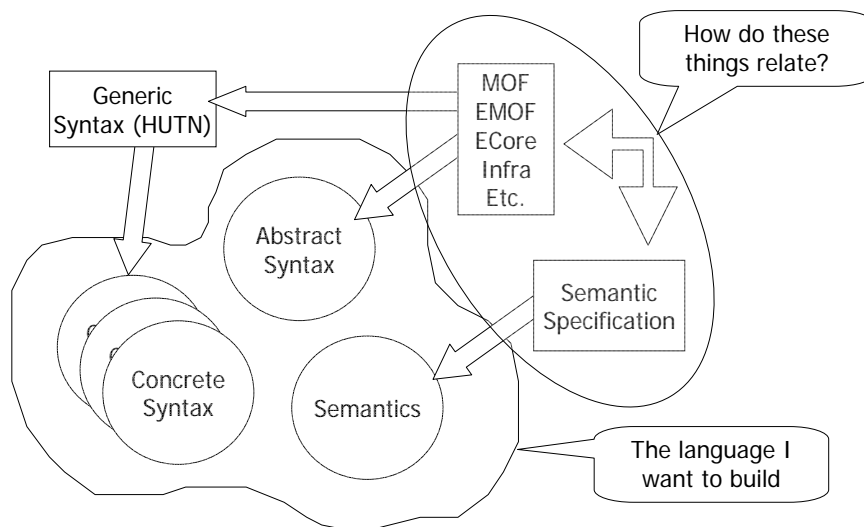 How do these
things relate?
MOF
EMOF
ECore
Infra
Etc.
Generic
Syntax (HUTN)
Abstract
Syntax
Semantic
Specification
Concrete
Syntax
Semantics
The language I
want to build